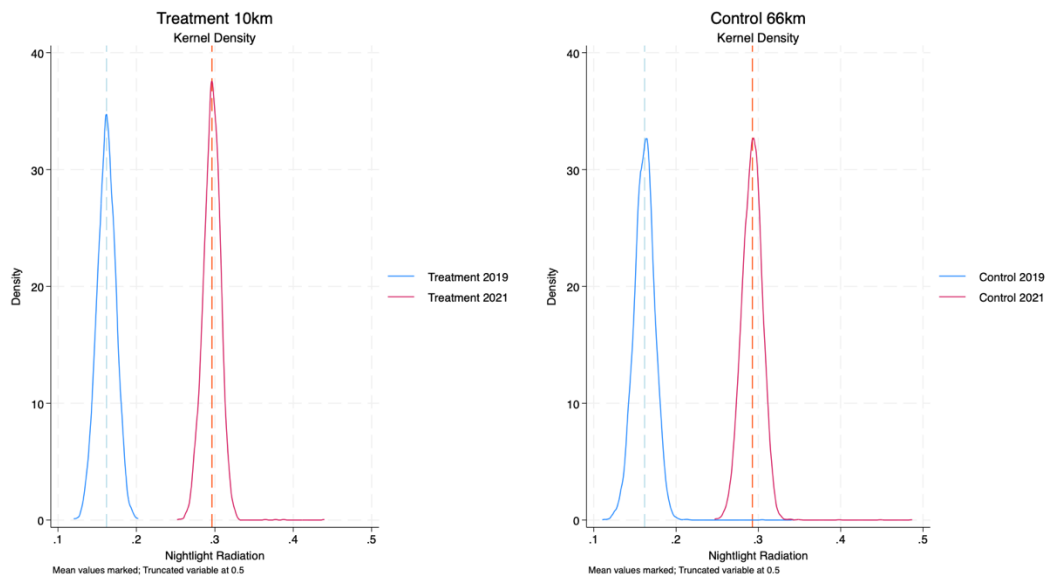 Treatment 10km
Kernel Density
40
30
20
10
0
Density
.1 .2 .3 .4 .5
Nightlight Radiation
Mean values marked; Truncated variable at 0.5
Treatment 2019
Treatment 2021
Control 66km
Kernel Density
40
30
20
10
0
Density
.1 .2 .3 .4 .5
Nightlight Radiation
Mean values marked; Truncated variable at 0.5
Control 2019
Control 2021